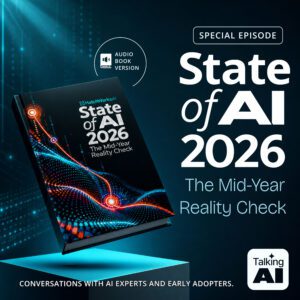 SPECIAL EPISODE
AUDIO
BOOK
VERSION
State
of AI
2026
The Mid-Year
Reality Check
State
of AI
2026
The Mid-Year
Reality Check
Talking
AI
CONVERSATIONS WITH AI EXPERTS AND EARLY ADOPTERS.